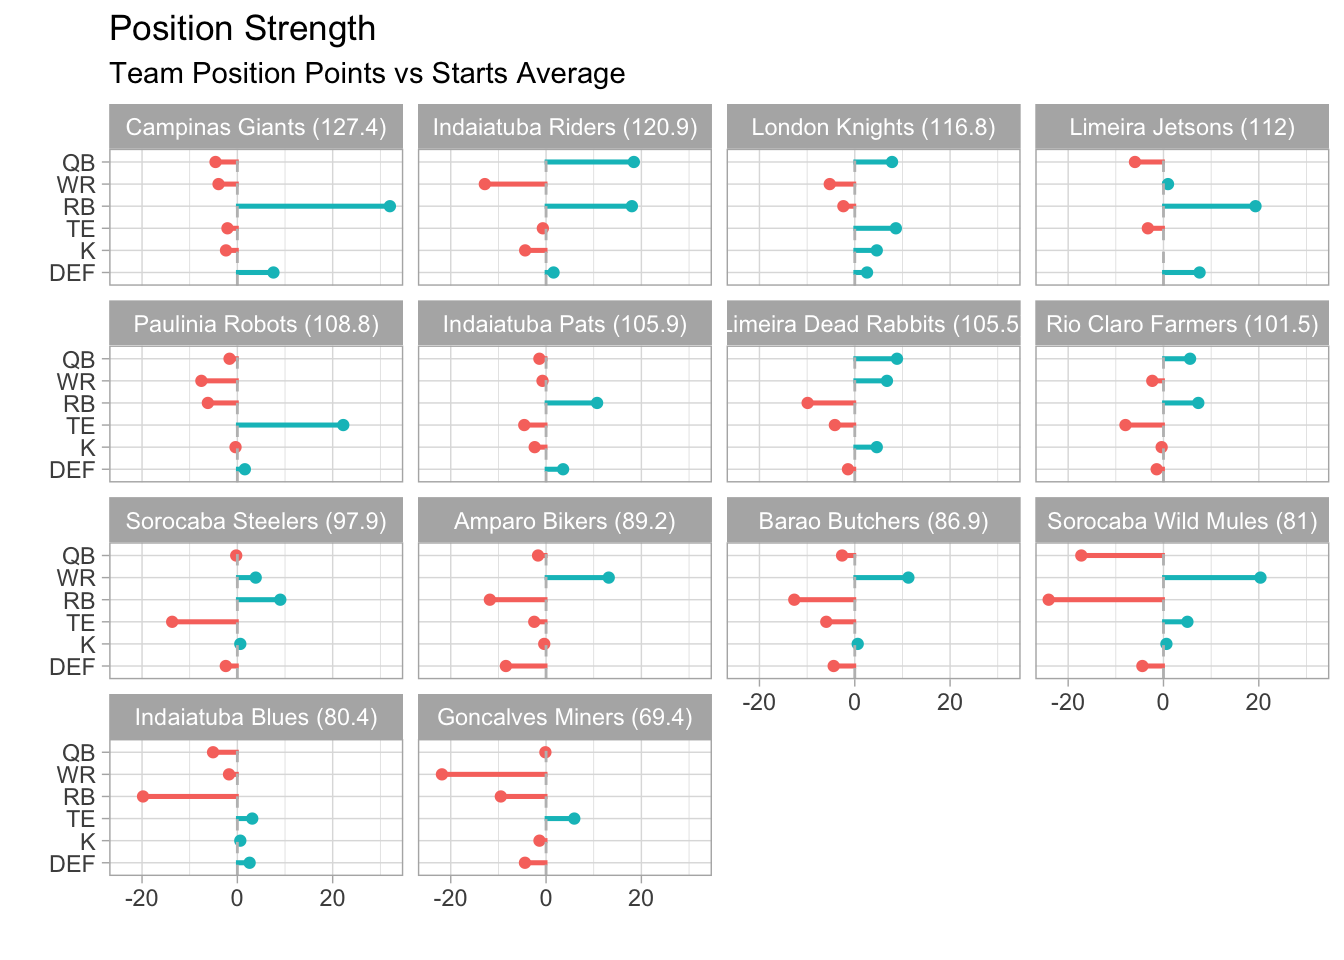 Position Strength
Team Position Points vs Starts Average
Campinas Giants (127.4) Indaiatuba Riders (120.9) London Knights (116.8) Limeira Jetsons (112)
QB
WR
RB
TE
K
DEF
Paulinia Robots (108.8) Indaiatuba Pats (105.9) Limeira Dead Rabbits (105.5 Rio Claro Farmers (101.5)
QB
WR
RB
TE
K
DEF
Sorocaba Steelers (97.9) Amparo Bikers (89.2) Barao Butchers (86.9) Sorocaba Wild Mules (81)
QB
WR
RB
TE
K
DEF
-20 0 20 -20 0 20
Indaiatuba Blues (80.4) Goncalves Miners (69.4)
QB
WR
RB
TE
K
DEF
-20 0 20 -20 0 20